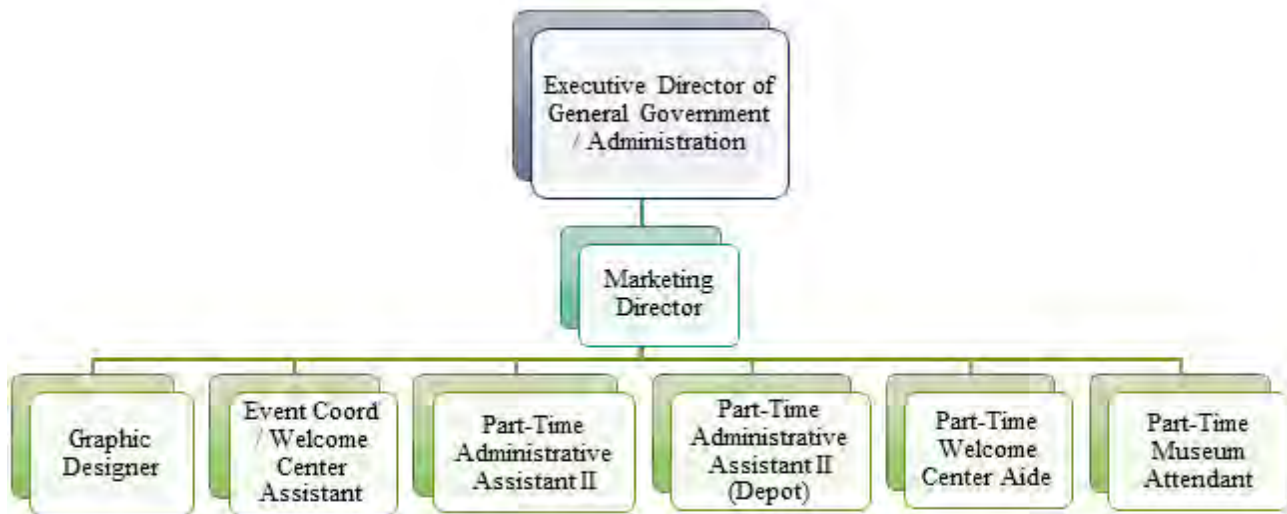 Executive Director of
General Government
/ Administration
Marketing
Director
Graphic
Designer
Event Coord
/ Welcome
Center
Assistant
Part-Time
Administrative
Assistant II
Part-Time
Administrative
Assistant II
(Depot)
Part-Time
Welcome
Center Aide
Part-Time
Museum
Attendant